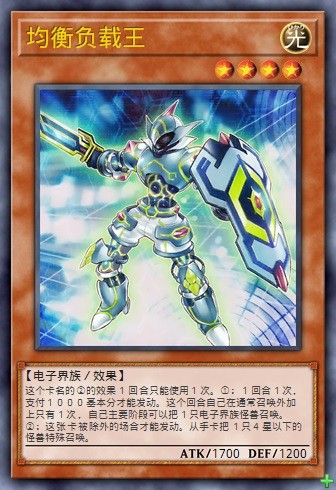 均衡负载王
光
【电子界族／效果】
这个卡名的②的效果1回合只能使用1次。①：1回合1次，
支付1000基本分才能发动。这个回合自己在通常召唤外加
上只有1次，自己主要阶段可以把1只电子界族怪兽召唤。
②：这张卡被除外的场合才能发动。从手卡把1只4星以下的
怪兽特殊召唤。
ATK/1700 DEF/1200